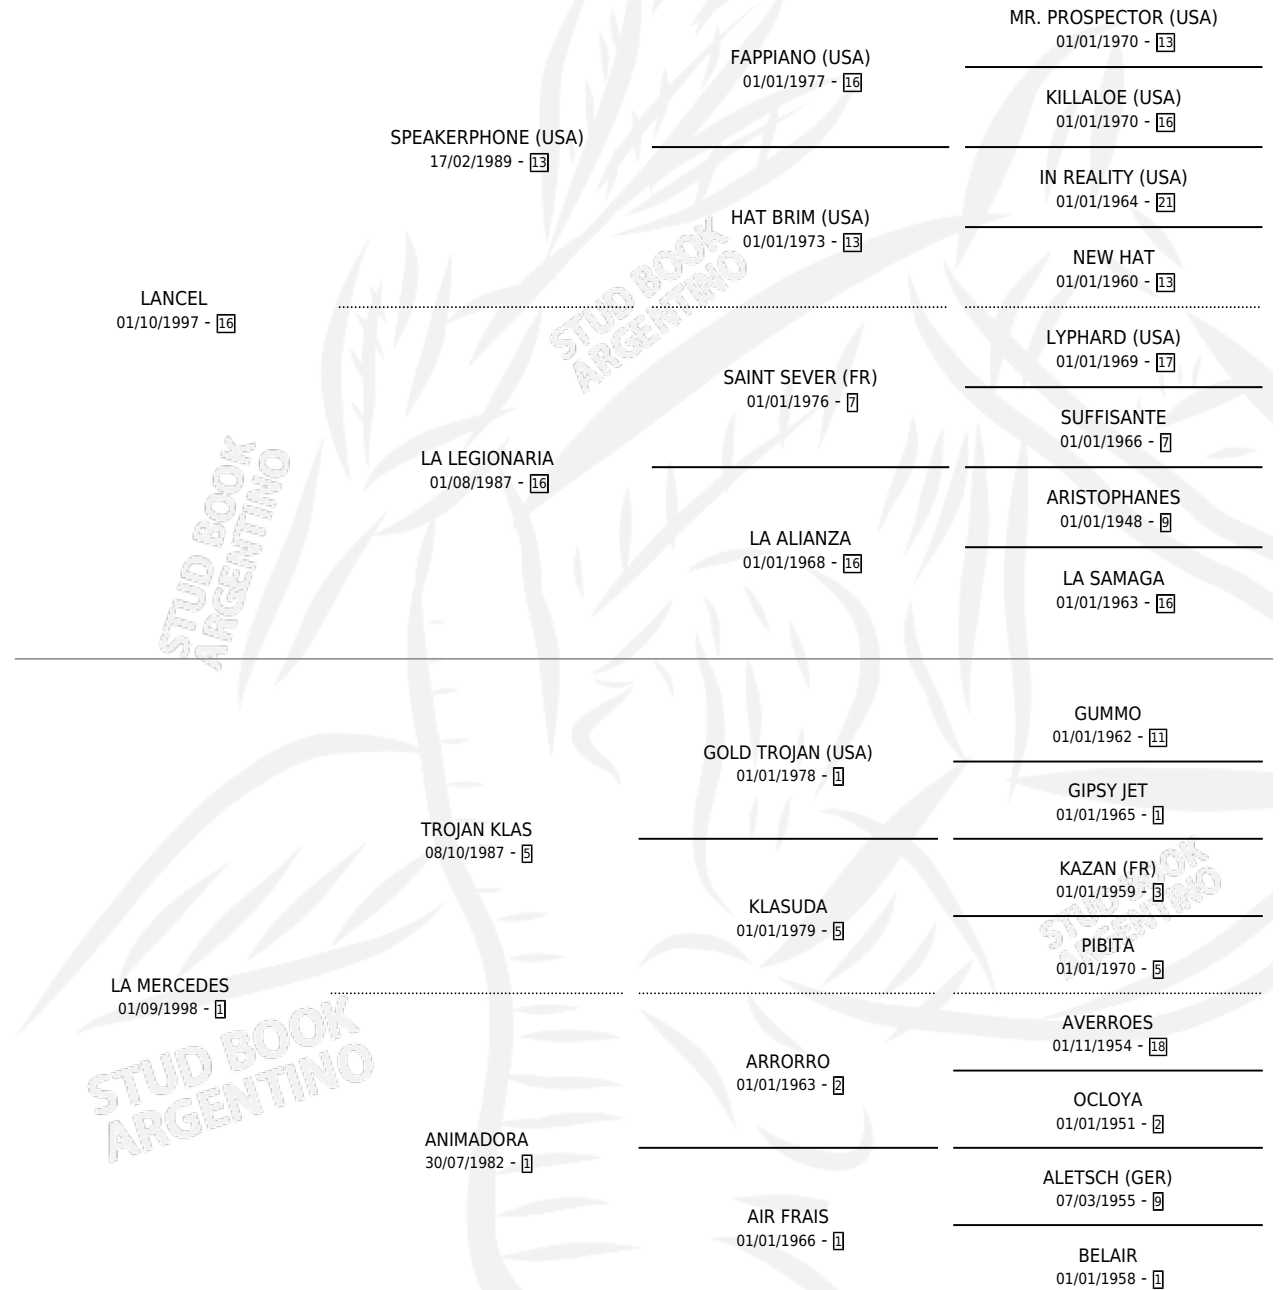 MR. PROSPECTOR (USA)
01/01/1970 - 13
FAPPIANO (USA)
01/01/1977 - 16
KILLALOE (USA)
01/01/1970 - 16
SPEAKERPHONE (USA)
17/02/1989 - 13
IN REALITY (USA)
01/01/1964 - 21
HAT BRIM (USA)
01/01/1973 - 13
NEW HAT
01/01/1960 - 13
LANCEL
01/10/1997 - 16
STUD BOOK
ARGENTINO
LYPHARD (USA)
01/01/1969 - 17
SAINT SEVER (FR)
01/01/1976 - 7
SUFFISANTE
01/01/1966 - 7
LA LEGIONARIA
01/08/1987 - 16
ARISTOPHANES
01/01/1948 - 9
LA ALIANZA
01/01/1968 - 16
LA SAMAGA
01/01/1963 - 16
STUD BOOK
ARGENTINO
GUMMO
01/01/1962 - 11
GOLD TROJAN (USA)
01/01/1978 - 1
GIPSY JET
01/01/1965 - 1
TROJAN KLAS
08/10/1987 - 5
KAZAN (FR)
01/01/1959 - 3
KLASUDA
01/01/1979 - 5
PIBITA
01/01/1970 - 5
STUD BOOK
ARGENTINO
LA MERCEDES
01/09/1998 - 1
AVERROES
01/11/1954 - 18
ARRORRO
01/01/1963 - 2
OCLOYA
01/01/1951 - 2
STUD BOOK
ARGENTINO
ANIMADORA
30/07/1982 - 1
ALETSCH (GER)
07/03/1955 - 9
AIR FRAIS
01/01/1966 - 1
BELAIR
01/01/1958 - 1